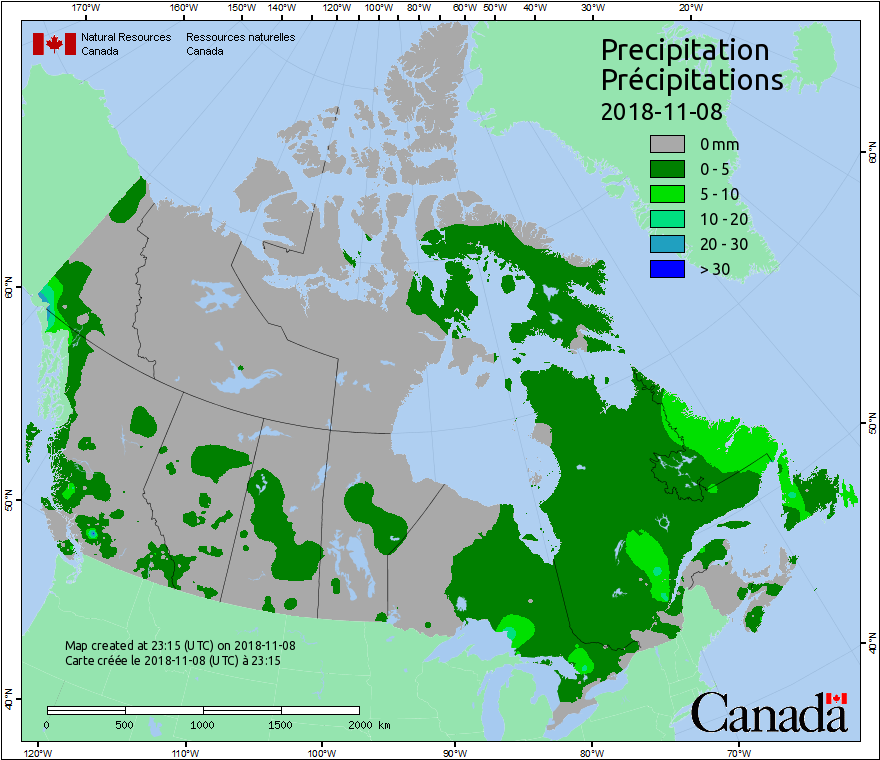 170°W 160°W 150°W 140°W 130°W 120°W 110°W 100°W 90°W 80°W 60°W 50°W 40°W 30°W 20°W
Natural Resources Ressources naturelles
Canada Canada
Precipitation
Précipitations
2018-11-08
0 mm
0 - 5
5 - 10
10 - 20
20 - 30
> 30
60°N
60°N
50°N
50°N
40°N
40°N
Map created at 23:15 (UTC) on 2018-11-08
Carte créée le 2018-11-08 (UTC) à 23:15
0 500 1000 1500 2000 km
Canada
120°W 110°W 100°W 90°W 80°W 70°W